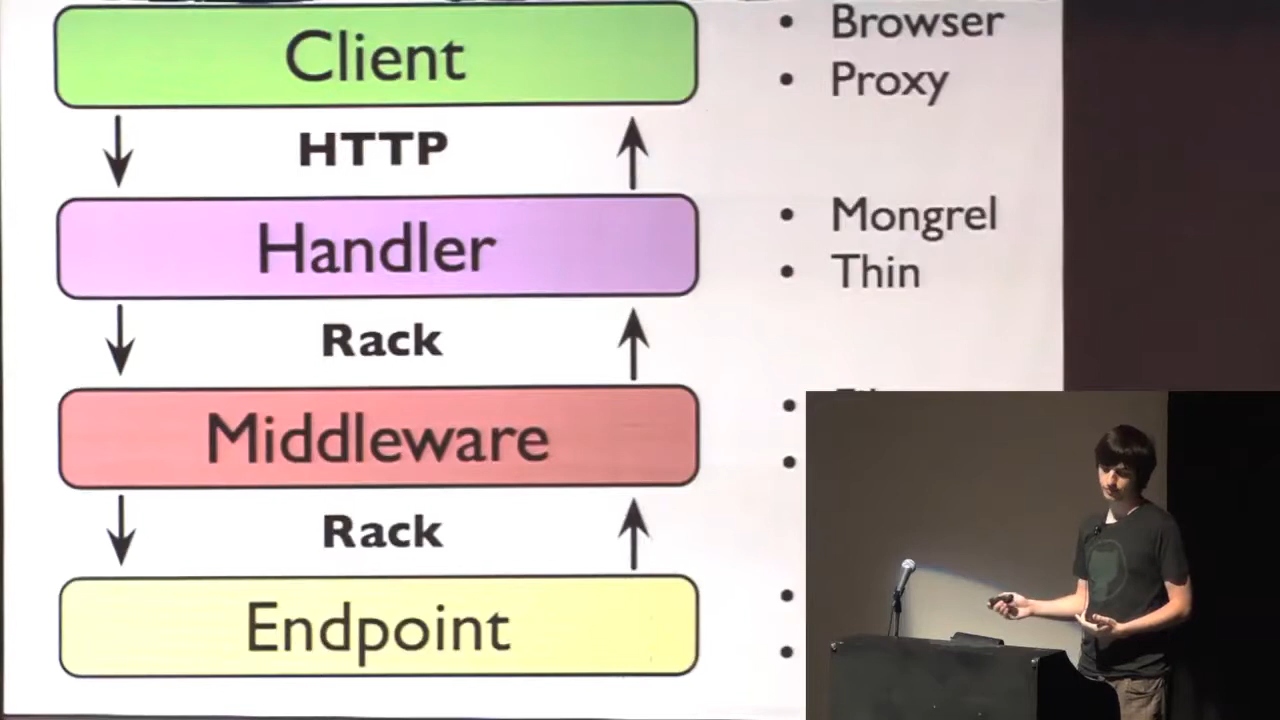 Client
• Browser
• Proxy
HTTP
Handler
• Mongrel
• Thin
Rack
Middleware
•
•
Rack
Endpoint
•
•